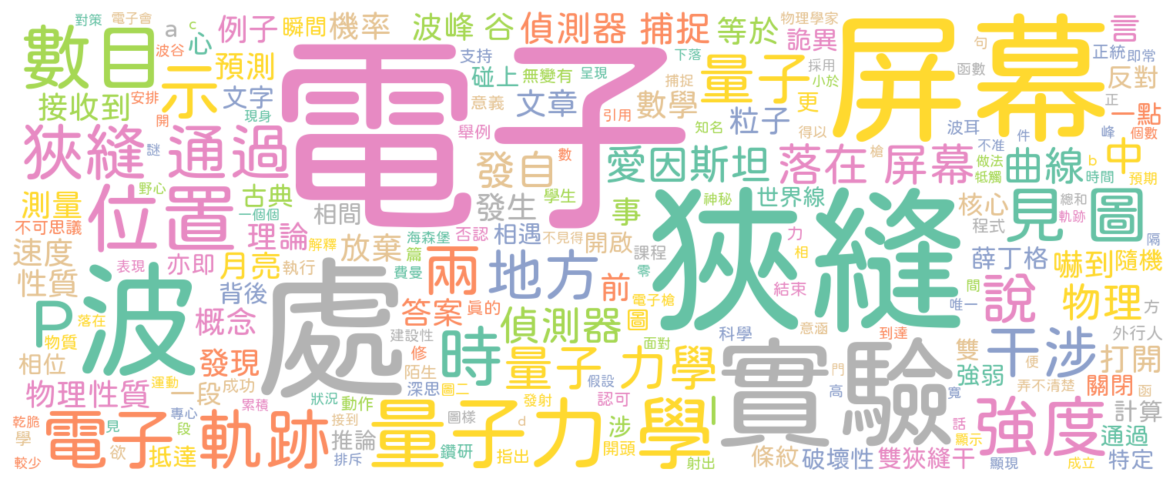 對策 電子會 a c 例子 瞬間 機率 波峰 谷 偵測器 捕捉 等於 物理學家 言
數目 示 波谷 心 電子 支持 詭異 下落 句 正統 即常
預測 碰上 無變有 呈現 量子 採用 小於 函數 屏幕 反對
接收到 安排 文字 意義 文章 捕捉 數學 更 正
開 現身 舉例 引用 粒子 知名 波耳 件 峰 一點 個數
狹縫 通過 謎 數 發自 愛因斯坦 得以 槍 落在 屏幕 不准 做法 牴觸 曲線 b 時間 中 預期
測量 位置 野心 古典 學生 發生 事 神秘 世界線 核心 總和 軌跡 見 圖
不可思議 一個個 相間 理論 海森堡 否認 相遇 不見得 開啟 力 程式 隔
速度 解釋 放棄 篇 課程 狹縫 相 薛丁格 嚇到 隨機
性質 表現 亦即 月亮 執行 費曼 兩 地方 前 零 結束 間 唯一 說 物理 方
P 波 背後 處 答案 真的 電子槍 圖 意涵 到達 外行人
落在 概念 建設性 偵測器 科學 實驗 干涉 打開
物質 相位 發現 修 時 面對 雙 便 弄不清楚
物理性質 運動 一段 成功 陌生 量子 力學 門 強弱 關閉 函
狀況 深思 圖二 假設 認可 高 寬 計算
乾脆 專心 累積 動作 圖樣 發射 l 話 強度 通過
電子 軌跡 見 段 接到 推論 量子力學 d 涉 開頭 顯示
學 欲 抵達 排斥 鑽研 指出 射出 條紋 破壞性 雙狹縫干 特定
較少 顯現 成立